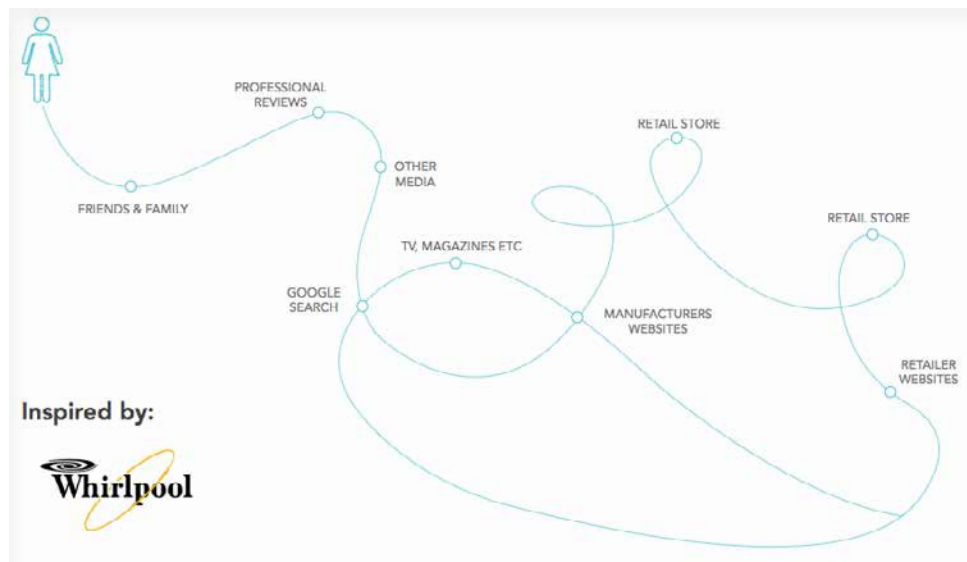 PROFESSIONAL
REVIEWS
FRIENDS & FAMILY
OTHER
MEDIA
RETAIL STORE
RETAIL STORE
TV, MAGAZINES ETC
GOOGLE
SEARCH
MANUFACTURERS
WEBSITES
RETAILER
WEBSITES
Inspired by:
Whirlpool